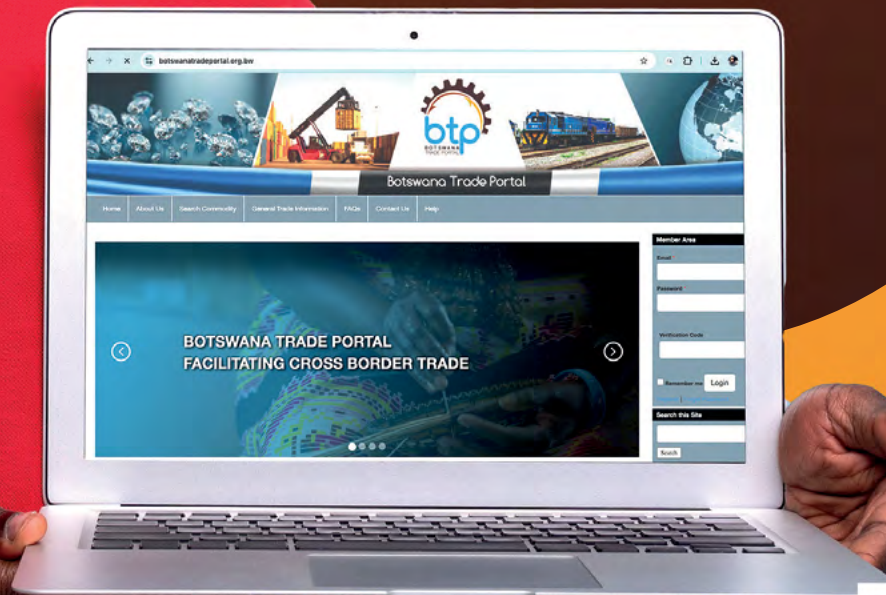 botswanatradeportal.org.bw
btp
BOTSWANA
TRADE PORTAL
Botswana Trade Portal
Home About Us Search Commodity General Trade Information FAQs Contact Us Help
BOTSWANA TRADE PORTAL
FACILITATING CROSS BORDER TRADE
Member Area
Email
Password
Verification Code
Remember me Login
Search this Site
Search